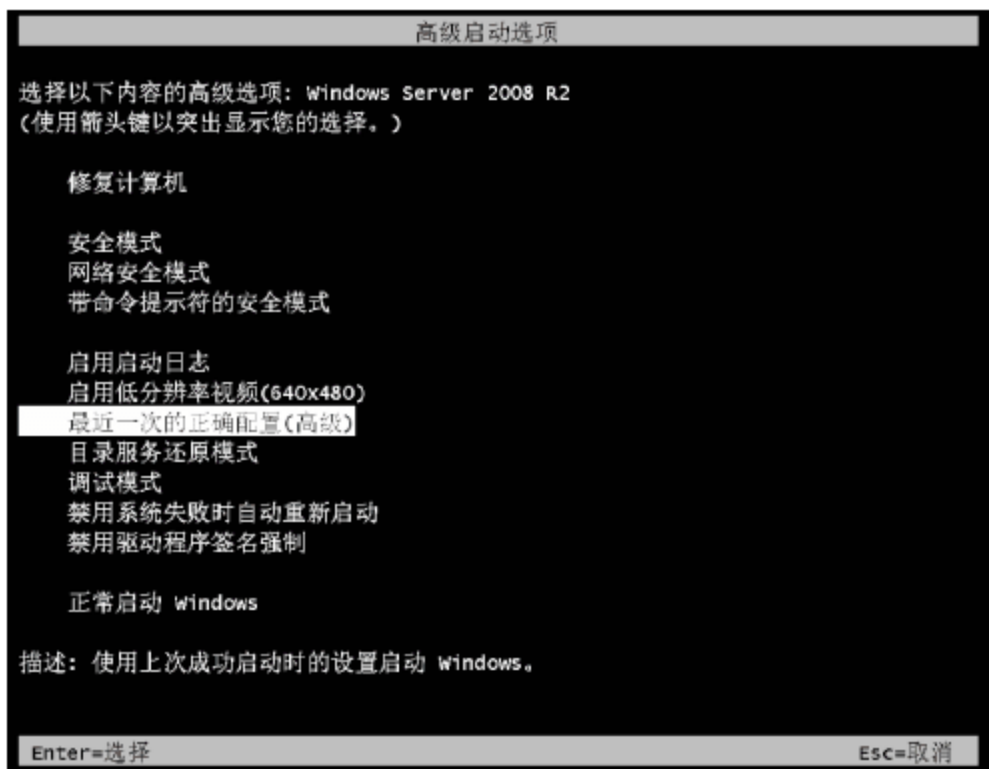 高级启动选项
选择以下内容的高级选项: Windows Server 2008 R2
(使用箭头键以突出显示您的选择。)
修复计算机
安全模式
网络安全模式
带命令提示符的安全模式
启用启动日志
启用低分辨率视频(640x480)
最近一次的正确配置(高级)
目录服务还原模式
调试模式
禁用系统失败时自动重新启动
禁用驱动程序签名强制
正常启动 Windows
描述: 使用上次成功启动时的设置启动 Windows。
Enter=选择 Esc=取消